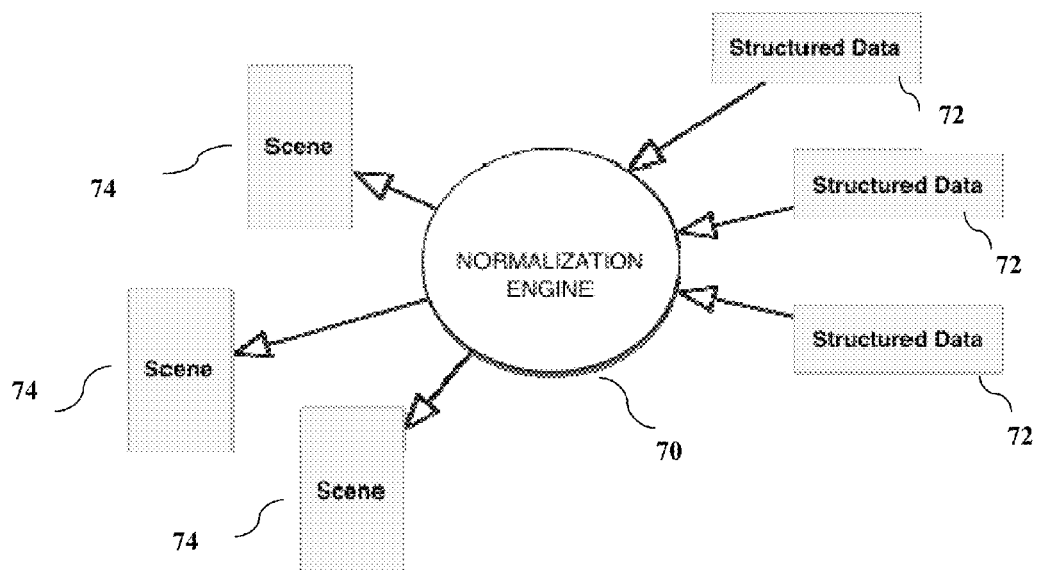 Structured Data
72
Scene
74
Structured Data
72
NORMALIZATION
ENGINE
Structured Data
72
Scene
74
70
Scene
74